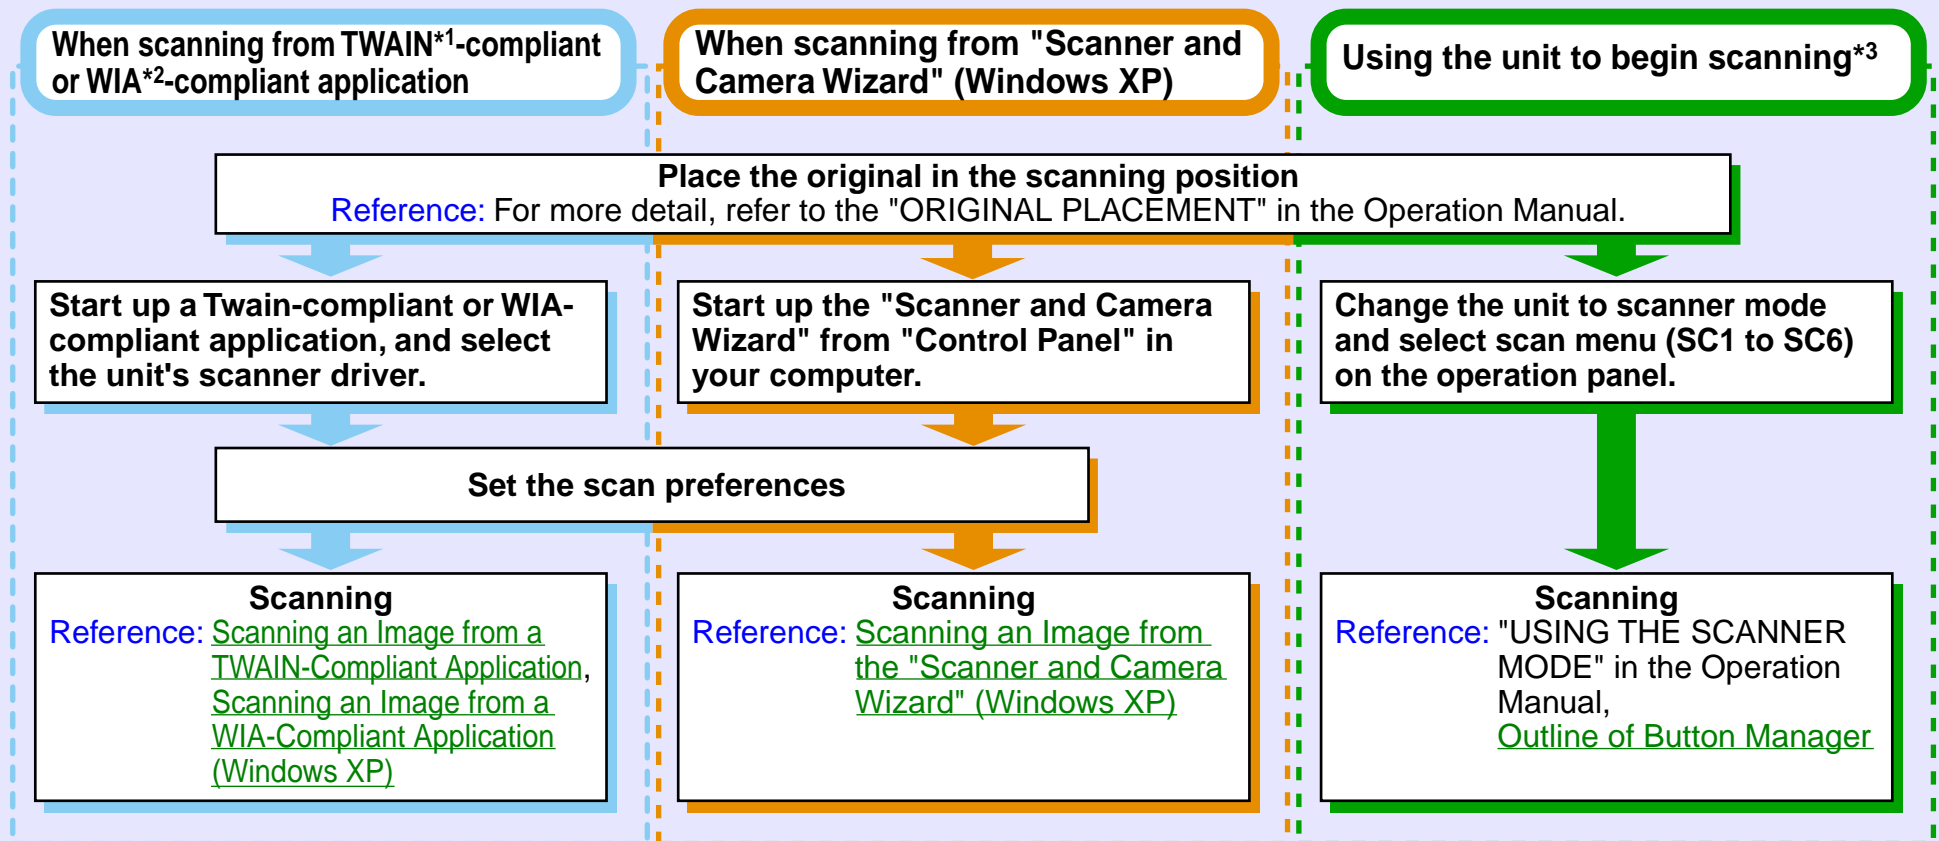 When scanning from TWAIN*1-compliant
or WIA*2-compliant application
When scanning from "Scanner and
Camera Wizard" (Windows XP)
Using the unit to begin scanning*3
Place the original in the scanning position
Reference: For more detail, refer to the "ORIGINAL PLACEMENT" in the Operation Manual.
Start up a Twain-compliant or WIA-
compliant application, and select
the unit's scanner driver.
Start up the "Scanner and Camera
Wizard" from "Control Panel" in
your computer.
Change the unit to scanner mode
and select scan menu (SC1 to SC6)
on the operation panel.
Set the scan preferences
Scanning
Reference: Scanning an Image from a
TWAIN-Compliant Application,
Scanning an Image from a
WIA-Compliant Application
(Windows XP)
Scanning
Reference: Scanning an Image from
the "Scanner and Camera
Wizard" (Windows XP)
Scanning
Reference: "USING THE SCANNER
MODE" in the Operation
Manual,
Outline of Button Manager